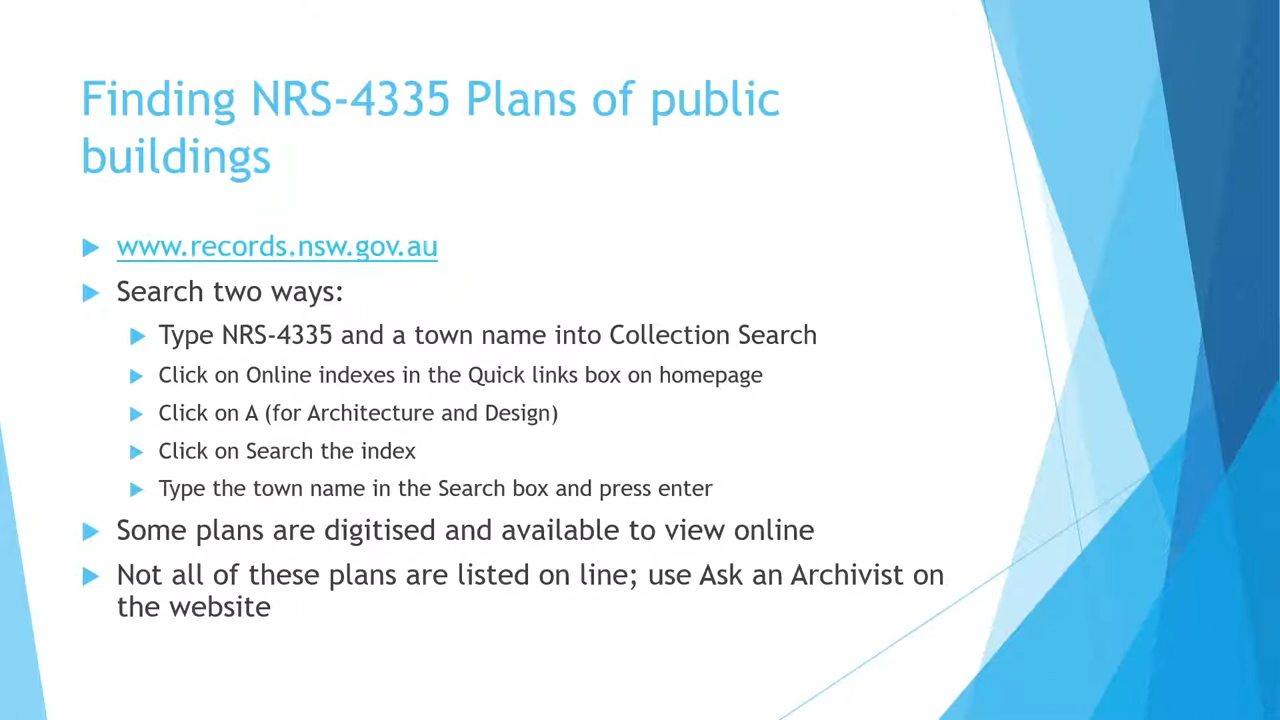 Finding NRS-4335 Plans of public
buildings
www.records.nsw.gov.au
Search two ways:
Type NRS-4335 and a town name into Collection Search
Click on Online indexes in the Quick links box on homepage
Click on A (for Architecture and Design)
Click on Search the index
Type the town name in the Search box and press enter
Some plans are digitised and available to view online
Not all of these plans are listed on line; use Ask an Archivist on
the website